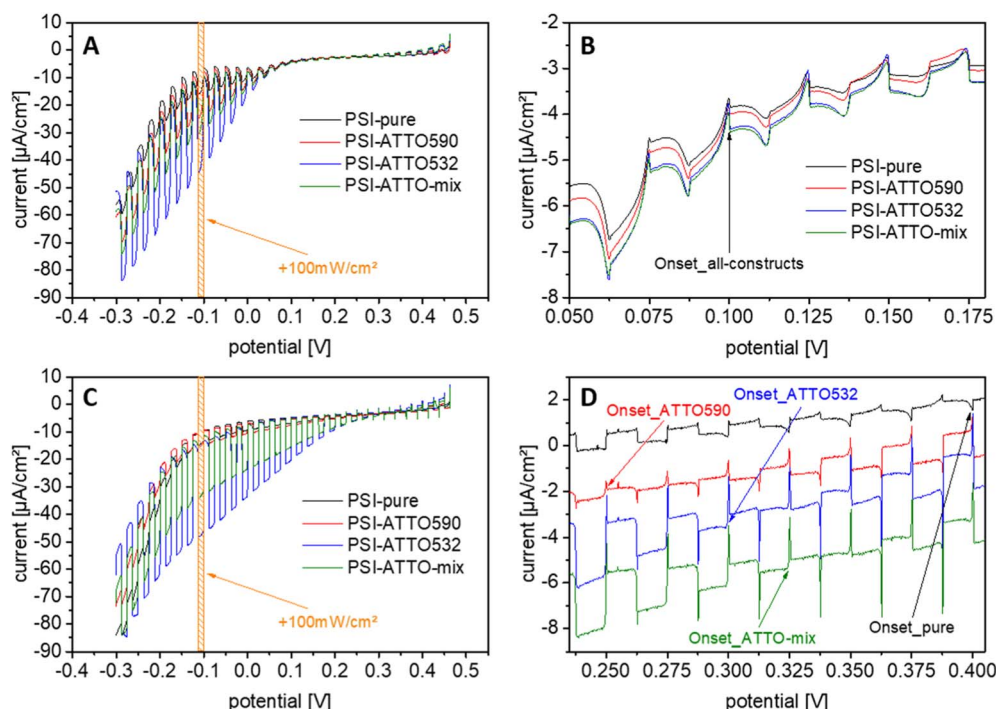 A
current [µA/cm²]
10
0
-10
-20
-30
-40
-50
-60
-70
-80
-90
PSI-pure
PSI-ATTO590
PSI-ATTO532
PSI-ATTO-mix
+100mW/cm²
-0.4 -0.3 -0.2 -0.1 0.0 0.1 0.2 0.3 0.4 0.5
potential [V]
B
current [µA/cm²]
-2
-3
-4
-5
-6
-7
-8
PSI-pure
PSI-ATTO590
PSI-ATTO532
PSI-ATTO-mix
Onset_all-constructs
0.050 0.075 0.100 0.125 0.150 0.175
potential [V]
C
current [µA/cm²]
10
0
-10
-20
-30
-40
-50
-60
-70
-80
-90
PSI-pure
PSI-ATTO590
PSI-ATTO532
PSI-ATTO-mix
+100mW/cm²
-0.4 -0.3 -0.2 -0.1 0.0 0.1 0.2 0.3 0.4 0.5
potential [V]
D
current [µA/cm²]
2
0
-2
-4
-6
-8
Onset_ATTO590
Onset_ATTO532
Onset_ATTO-mix
Onset_pure
0.250 0.275 0.300 0.325 0.350 0.375 0.400
potential [V]